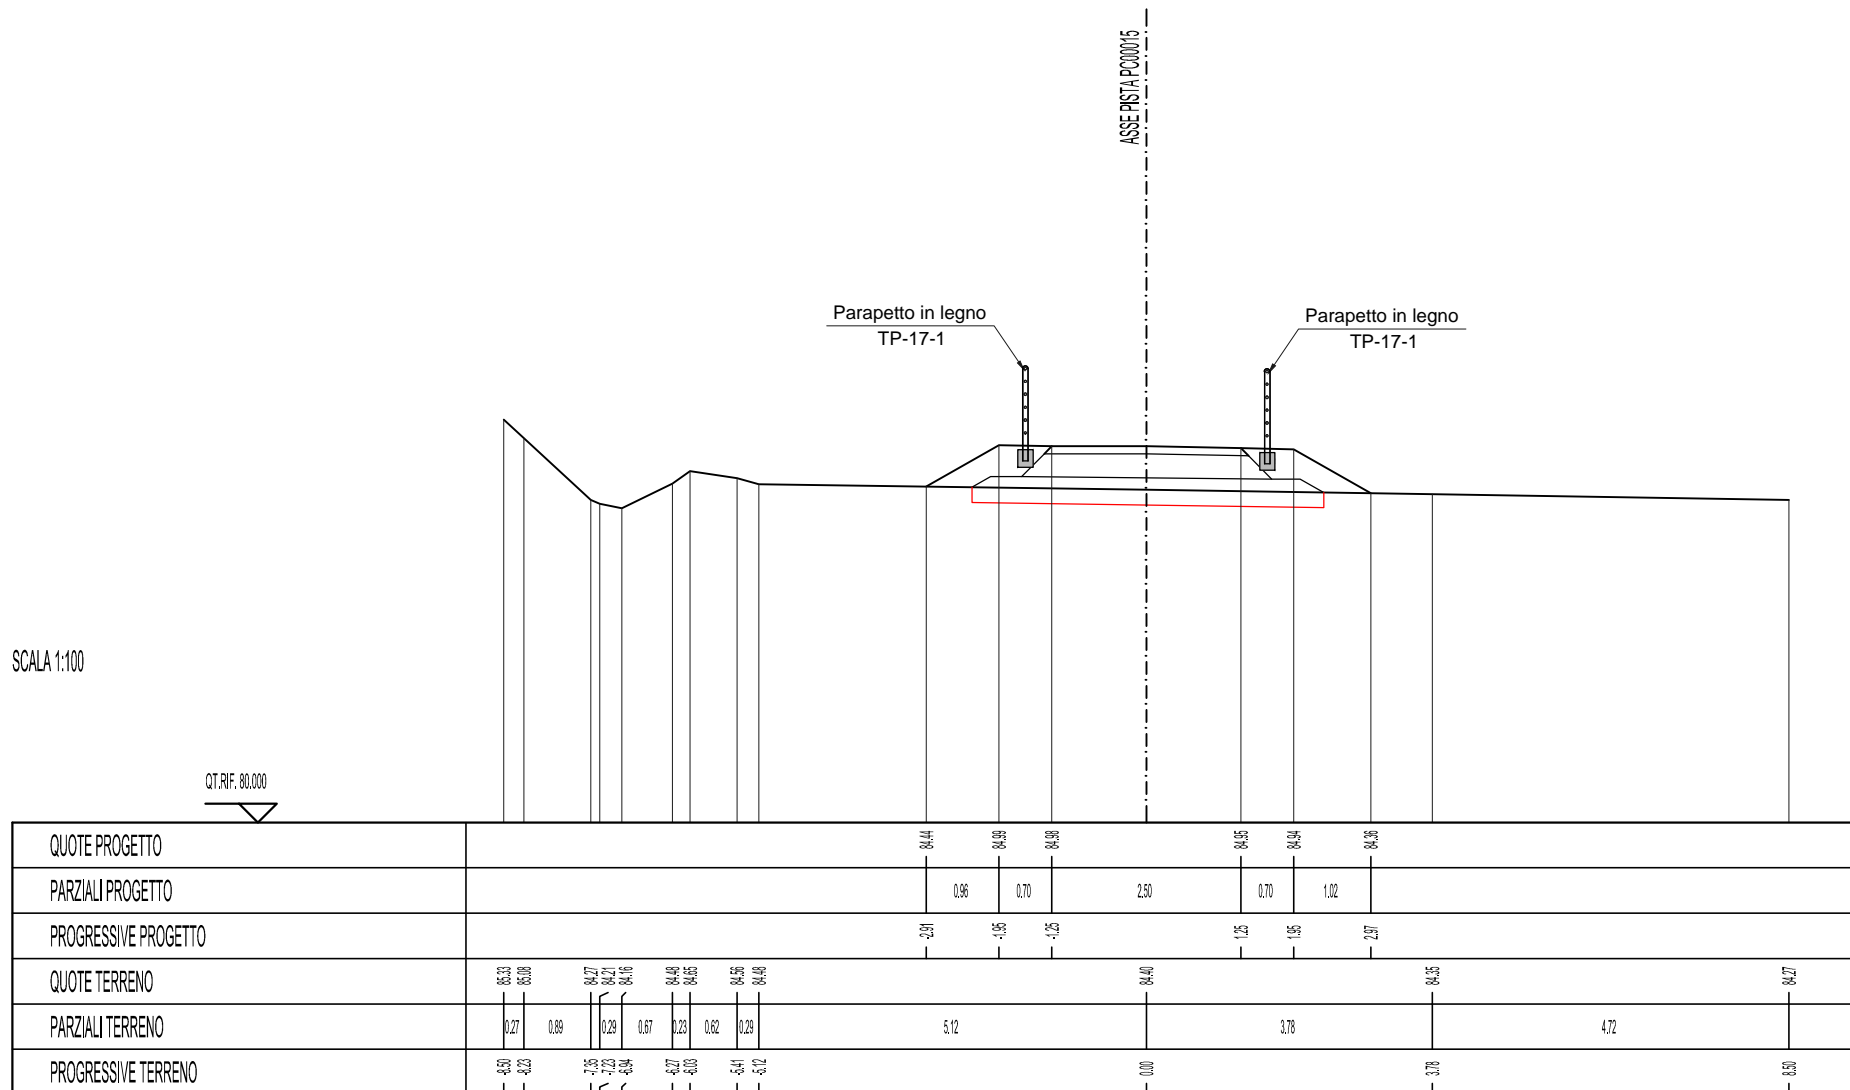 ASSE PISTA PC00015
Parapetto in legno
TP-17-1
Parapetto in legno
TP-17-1
SCALA 1:100
QT.RIF. 80.000
QUOTE PROGETTO 84.44 84.99 84.98 84.95 84.94 84.36
PARZIALI PROGETTO 0.96 0.70 2.50 0.70 1.02
PROGRESSIVE PROGETTO -2.91 -1.95 -1.25 1.25 1.95 2.97
QUOTE TERRENO 85.33 85.08 84.27 84.21 84.16 84.48 84.65 84.56 84.48 84.40 84.35 84.27
PARZIALI TERRENO 0.27 0.89 0.29 0.67 0.23 0.62 0.29 5.12 3.78 4.72
PROGRESSIVE TERRENO -8.50 -8.23 -7.35 -7.23 -6.94 -6.27 -6.03 -5.41 -5.12 0.00 3.78 8.50